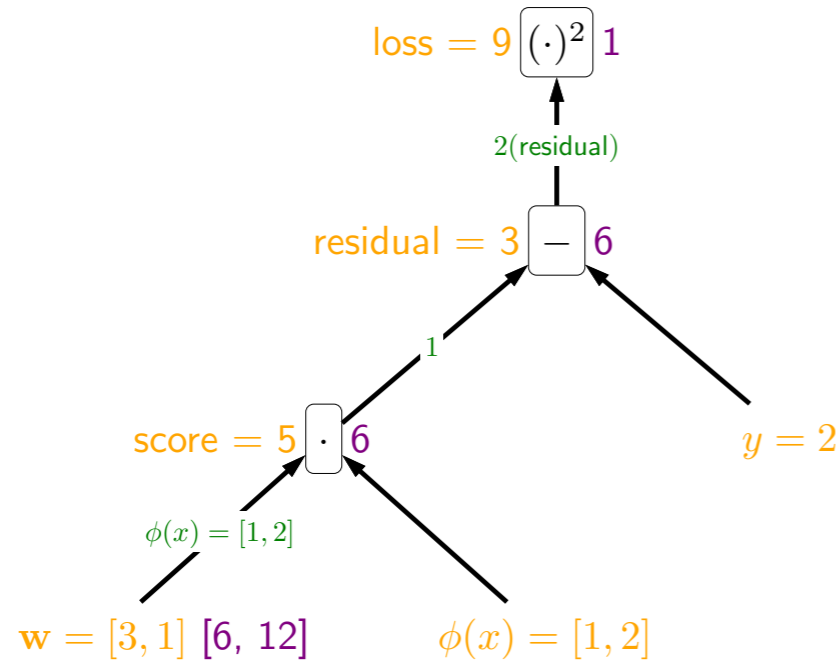 loss = 9 (·)² 1
2(residual)
residual = 3 − 6
1
score = 5 · 6
y = 2
ϕ(x) = [1, 2]
w = [3, 1] [6, 12]
ϕ(x) = [1, 2]